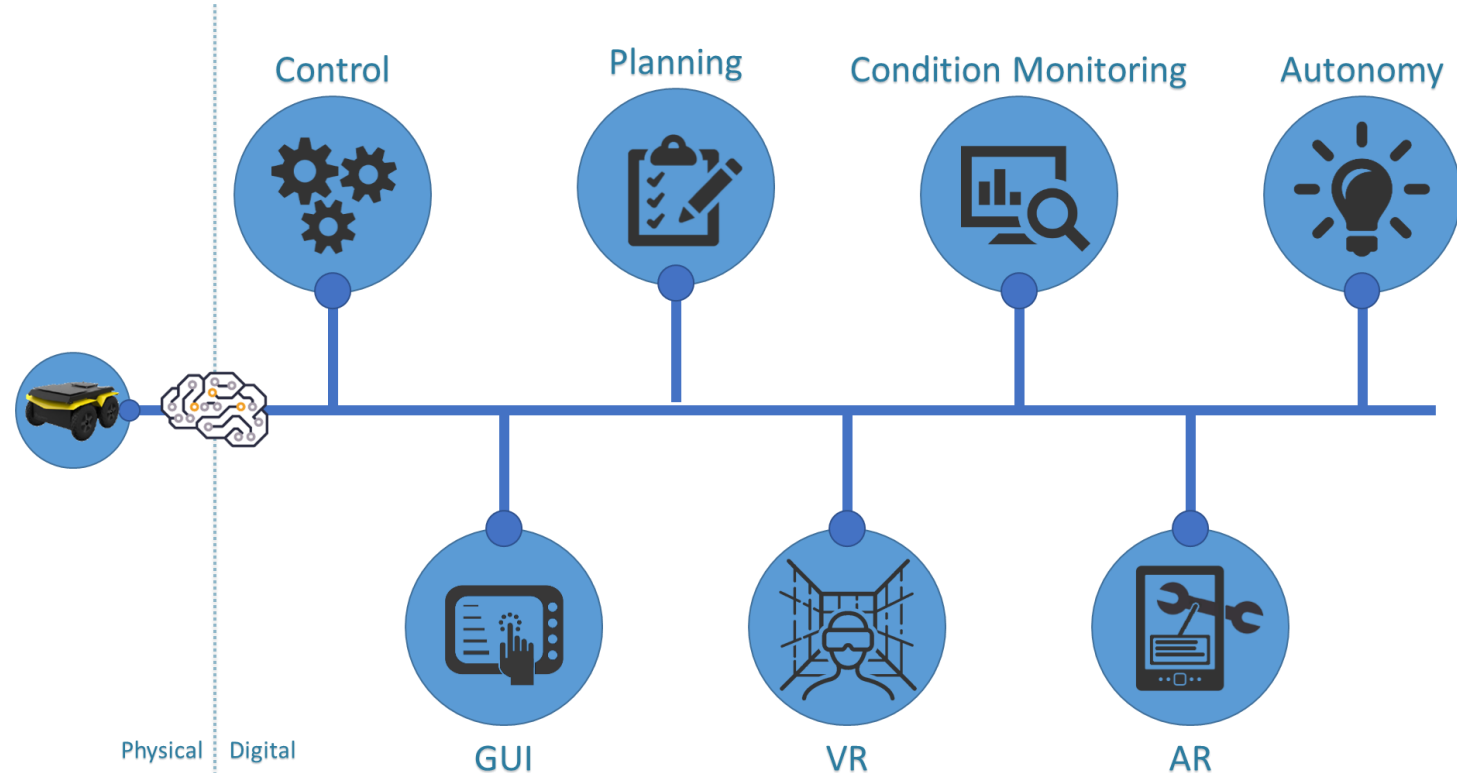 Control
Planning
Condition Monitoring
Autonomy
Physical
Digital
GUI
VR
AR